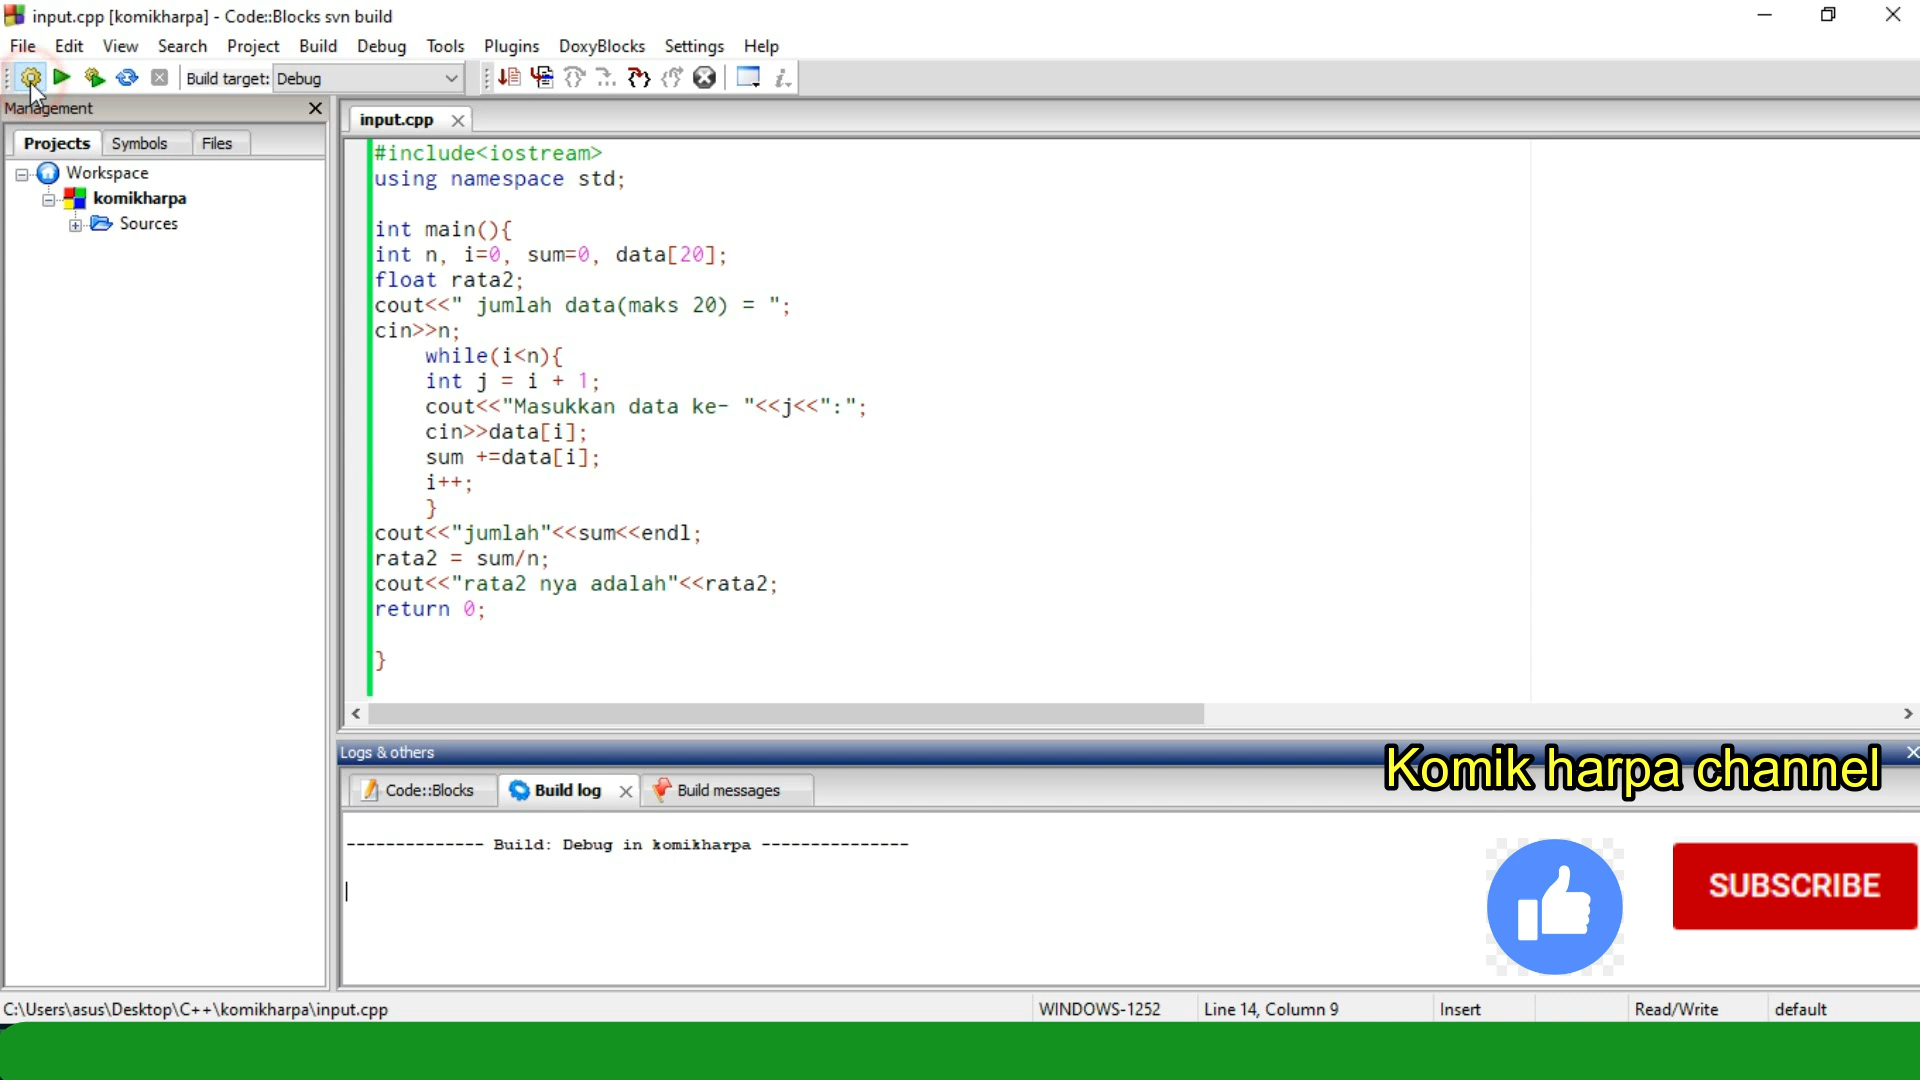 input.cpp [komikharpa] - Code::Blocks svn build
File Edit View Search Project Build Debug Tools Plugins DoxyBlocks Settings Help
Build target: Debug
Management
Projects Symbols Files
Workspace
komikharpa
Sources
input.cpp
#include<iostream>
using namespace std;
int main(){
int n, i=0, sum=0, data[20];
float rata2;
cout<<" jumlah data(maks 20) = ";
cin>>n;
while(i<n){
int j = i + 1;
cout<<"Masukkan data ke- "<<j<<":";
cin>>data[i];
sum +=data[i];
i++;
}
cout<<"jumlah"<<sum<<endl;
rata2 = sum/n;
cout<<"rata2 nya adalah"<<rata2;
return 0;
}
Logs & others
Komik harpa channel
Code::Blocks Build log Build messages
-------------- Build: Debug in komikharpa ---------------
SUBSCRIBE
C:\Users\asus\Desktop\C++\komikharpa\input.cpp WINDOWS-1252 Line 14, Column 9 Insert Read/Write default